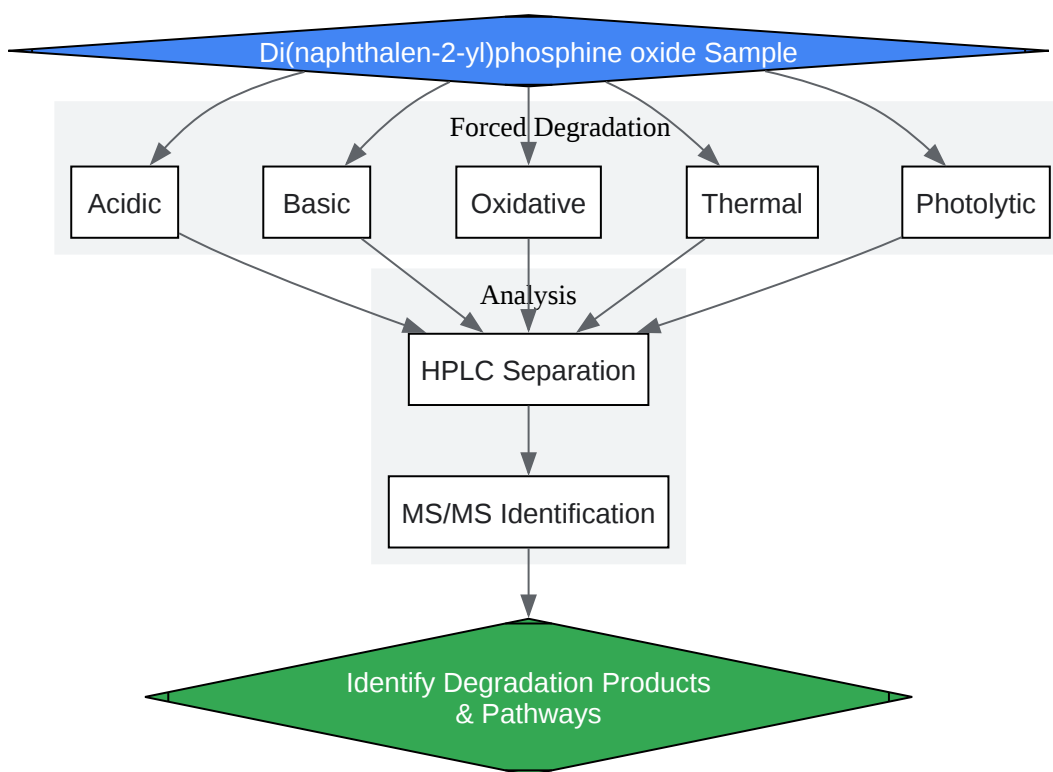 Di(naphthalen-2-yl)phosphine oxide Sample
Forced Degradation
Acidic
Basic
Oxidative
Thermal
Photolytic
Analysis
HPLC Separation
MS/MS Identification
Identify Degradation Products
& Pathways